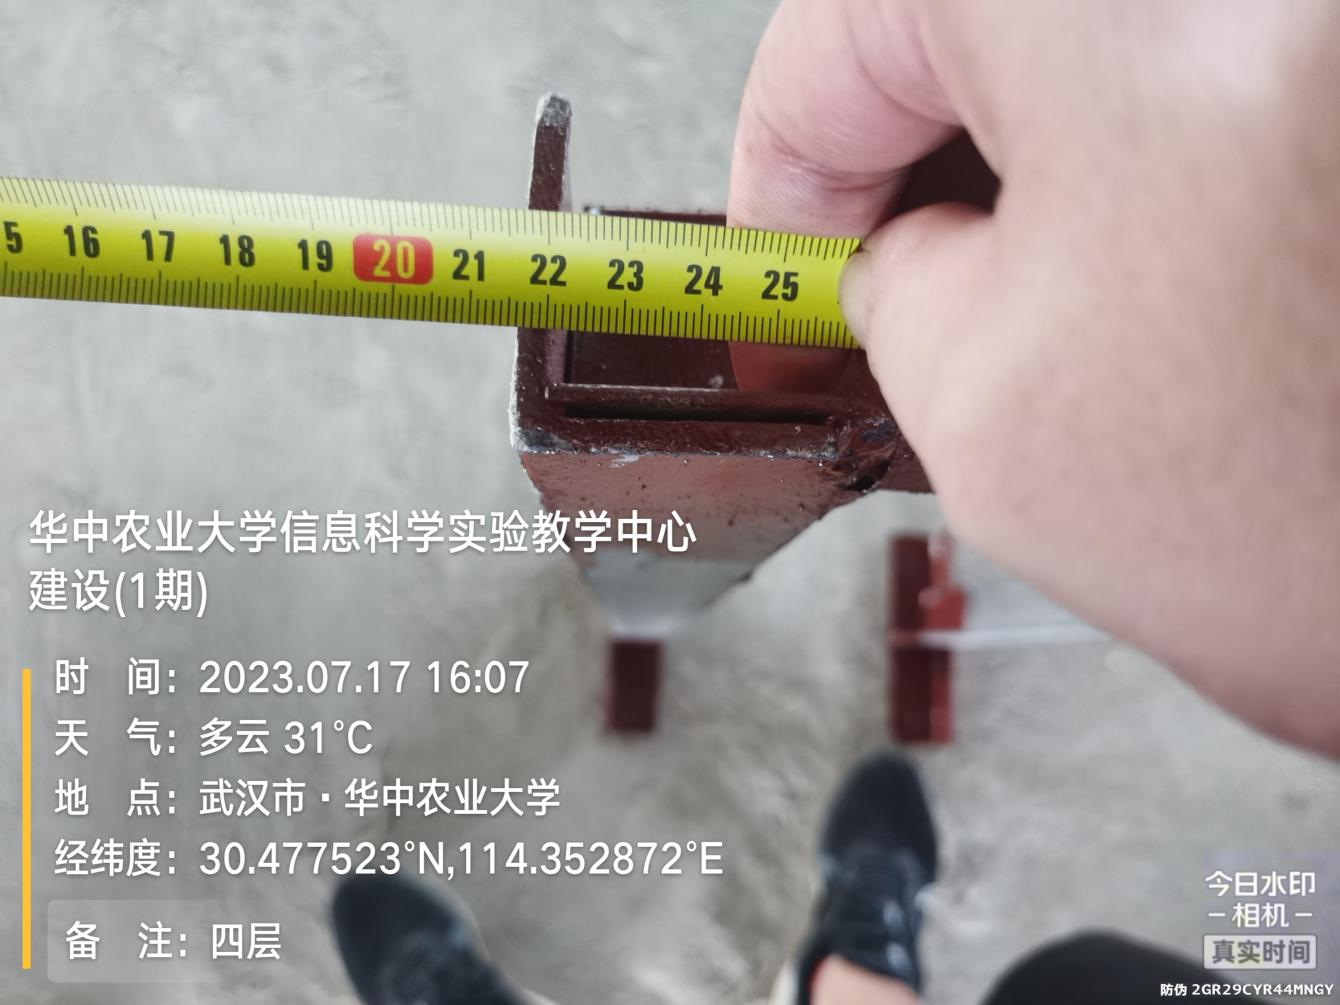 5 16 17 18 19 20 21 22 23 24 25
华中农业大学信息科学实验教学中心
建设(1期)
时 间：2023.07.17 16:07
天 气：多云 31°C
地 点：武汉市·华中农业大学
经纬度：30.477523°N,114.352872°E
备 注：四层
今日水印
-相机-
真实时间
防伪 2GR29CYR44MNGY